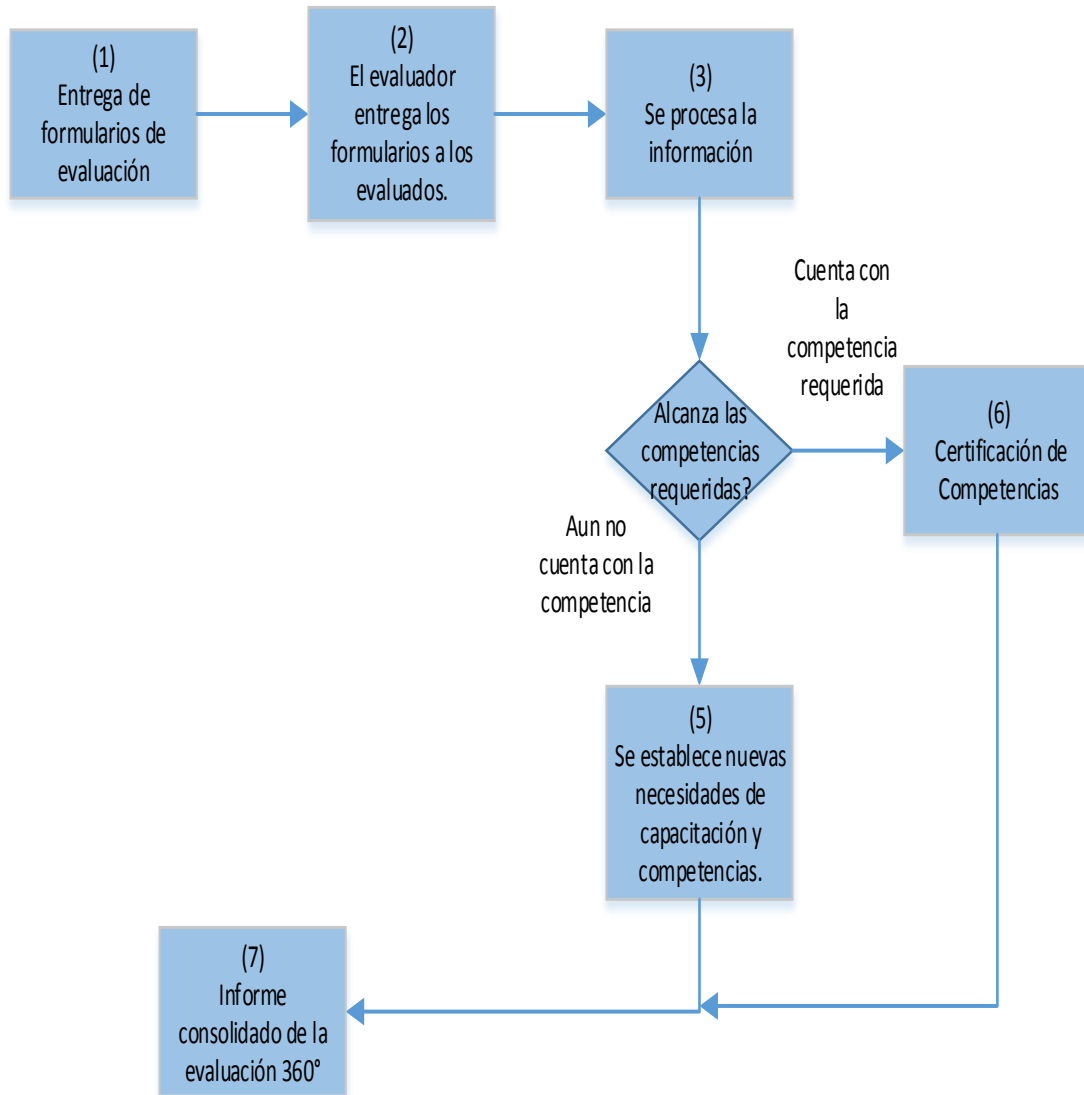 (1)
Entrega de
formularios de
evaluación
(2)
El evaluador
entrega los
formularios a los
evaluados.
(3)
Se procesa la
información
Cuenta con
la
competencia
requerida
Alcanza las
competencias
requeridas?
(6)
Certificación de
Competencias
Aun no
cuenta con la
competencia
(5)
Se establece nuevas
necesidades de
capacitación y
competencias.
(7)
Informe
consolidado de la
evaluación 360°